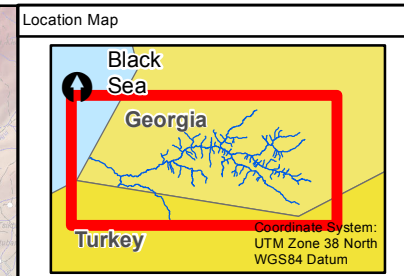 Location Map
Black
Sea
Georgia
Turkey
Coordinate System:
UTM Zone 38 North
WGS84 Datum